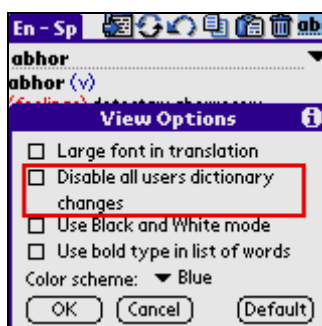 En - Sp ab
abhor
abhor (v)
View Options
Large font in translation
Disable all users dictionary
changes
Use Black and White mode
Use bold type in list of words
Color scheme: Blue
OK Cancel Default